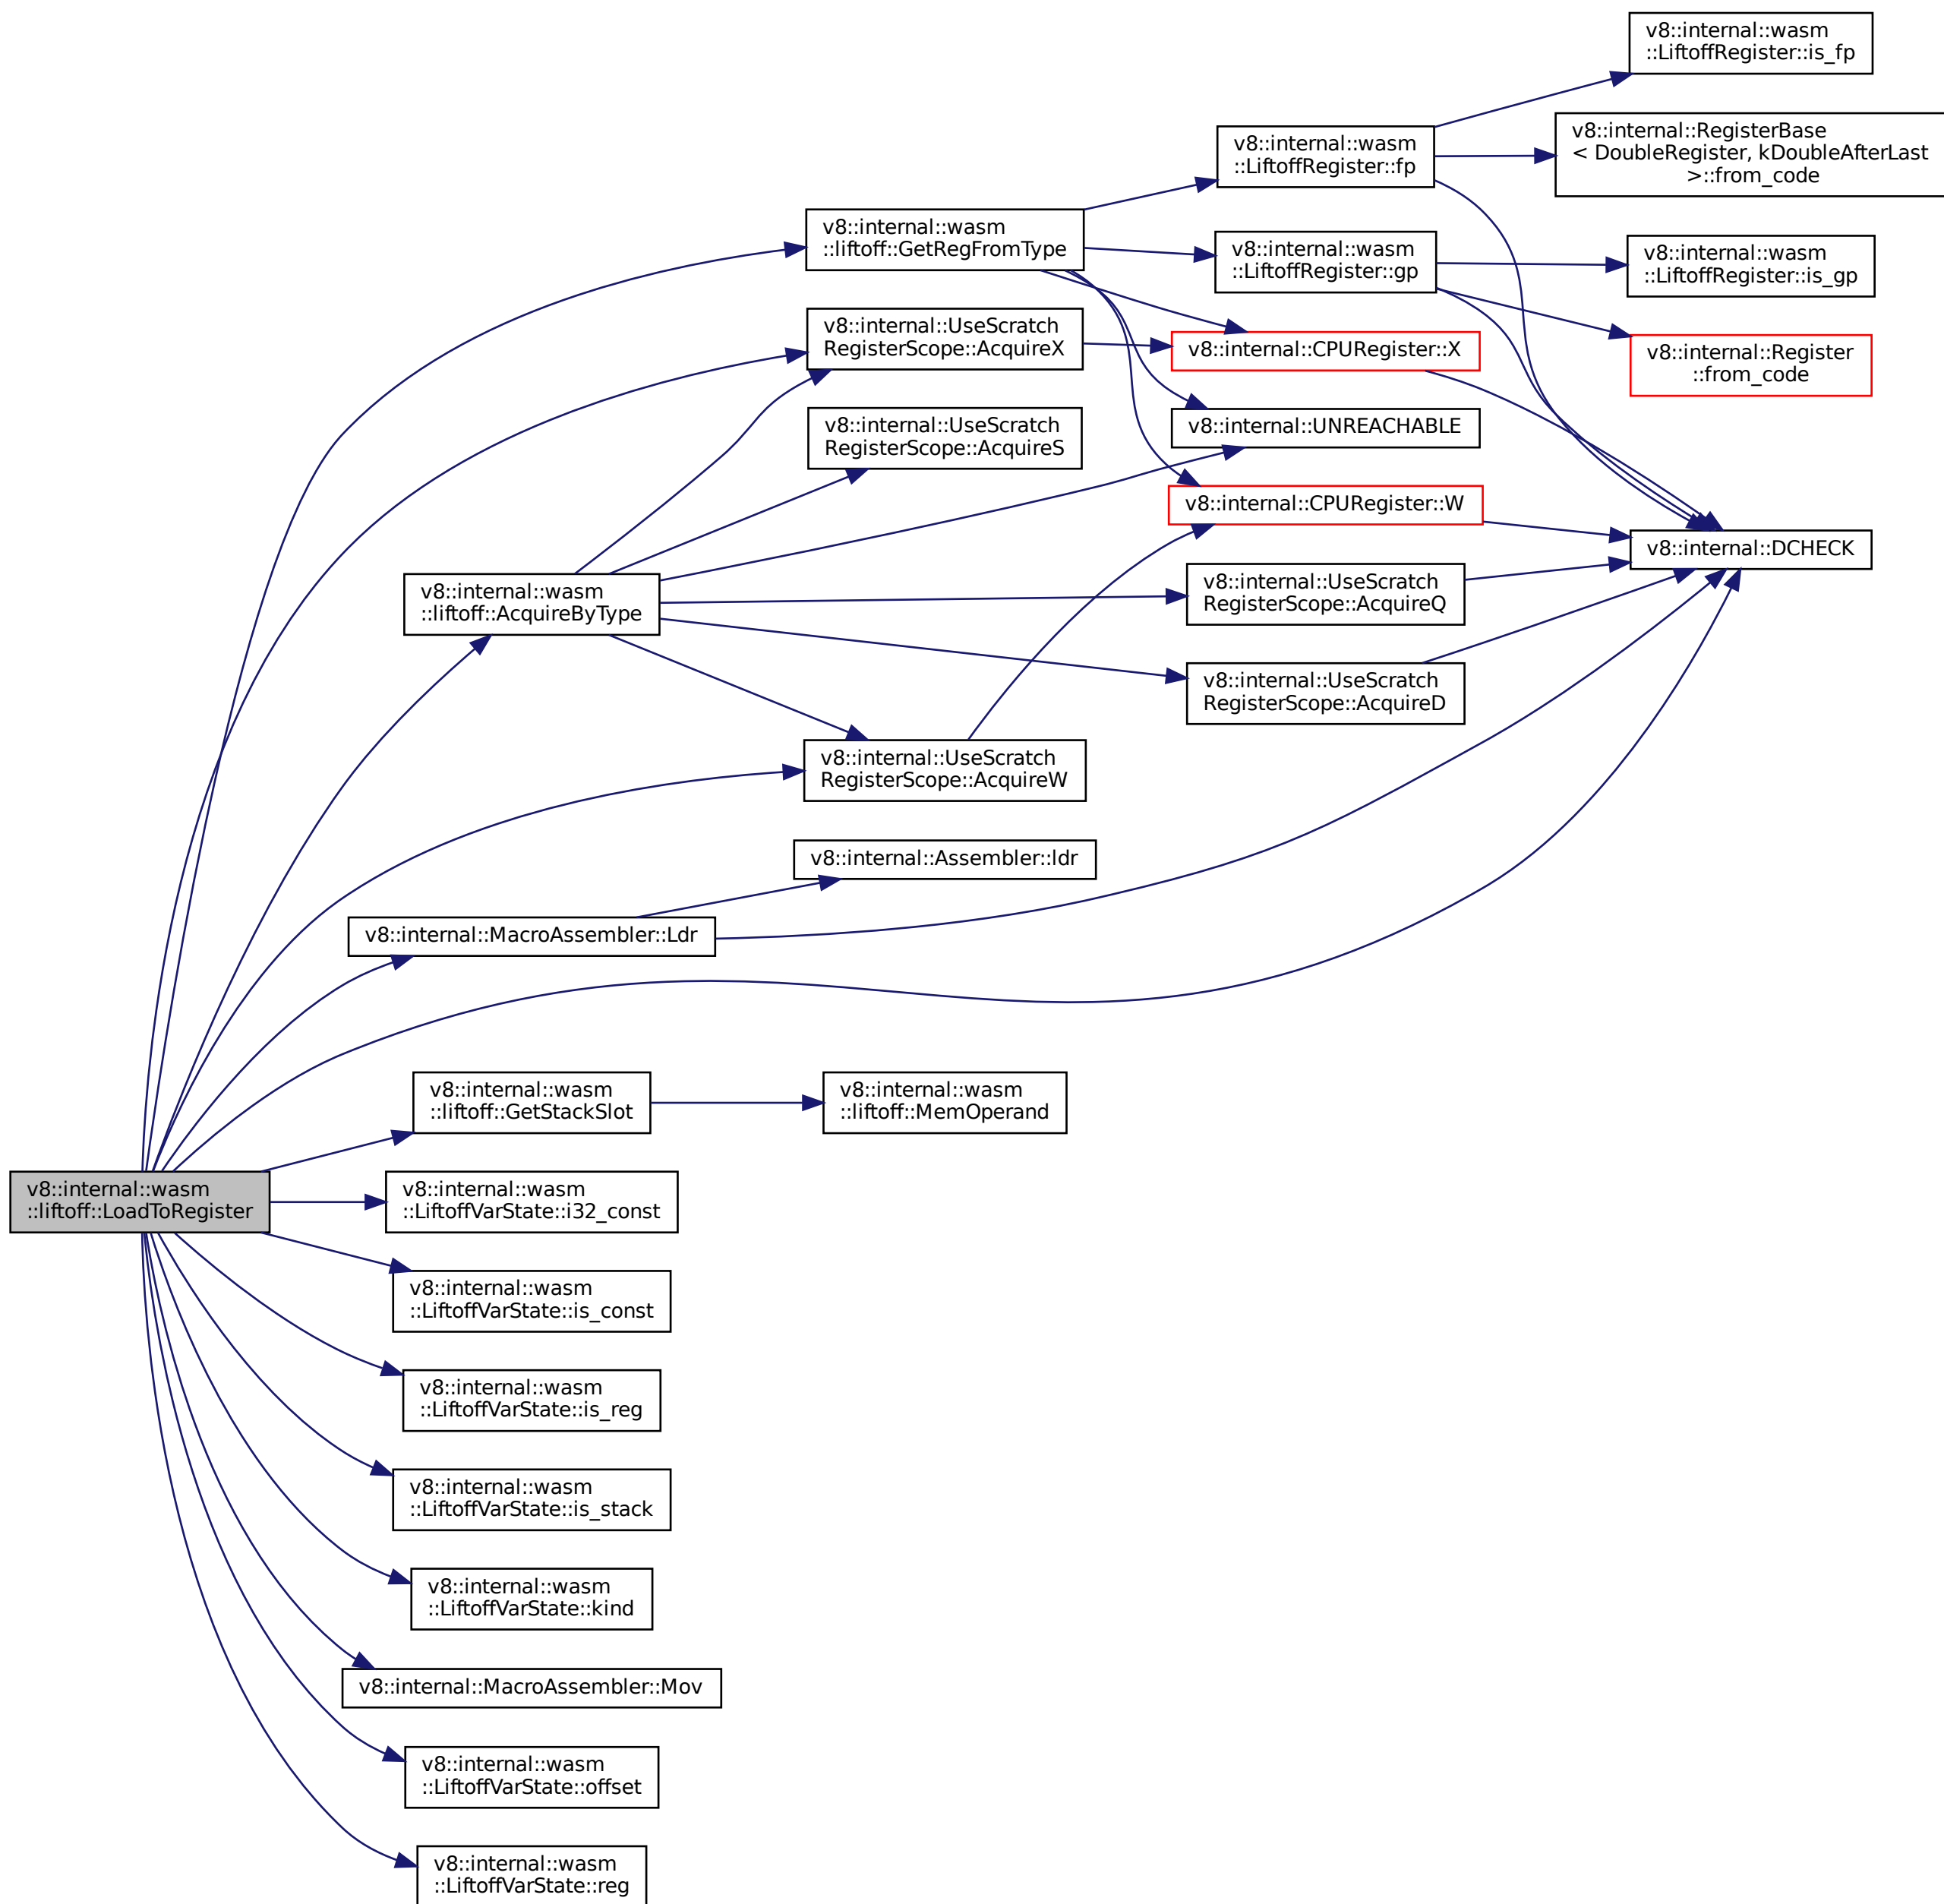 v8::internal::wasm
::LiftoffRegister::is_fp
v8::internal::RegisterBase
< DoubleRegister, kDoubleAfterLast
>::from_code
v8::internal::wasm
::LiftoffRegister::fp
v8::internal::wasm
::liftoff::GetRegFromType
v8::internal::wasm
::LiftoffRegister::gp
v8::internal::wasm
::LiftoffRegister::is_gp
v8::internal::UseScratch
RegisterScope::AcquireX
v8::internal::CPURegister::X
v8::internal::Register
::from_code
v8::internal::UseScratch
RegisterScope::AcquireS
v8::internal::UNREACHABLE
v8::internal::CPURegister::W
v8::internal::DCHECK
v8::internal::wasm
::liftoff::AcquireByType
v8::internal::UseScratch
RegisterScope::AcquireQ
v8::internal::UseScratch
RegisterScope::AcquireD
v8::internal::UseScratch
RegisterScope::AcquireW
v8::internal::Assembler::ldr
v8::internal::MacroAssembler::Ldr
v8::internal::wasm
::liftoff::GetStackSlot
v8::internal::wasm
::liftoff::MemOperand
v8::internal::wasm
::liftoff::LoadToRegister
v8::internal::wasm
::LiftoffVarState::i32_const
v8::internal::wasm
::LiftoffVarState::is_const
v8::internal::wasm
::LiftoffVarState::is_reg
v8::internal::wasm
::LiftoffVarState::is_stack
v8::internal::wasm
::LiftoffVarState::kind
v8::internal::MacroAssembler::Mov
v8::internal::wasm
::LiftoffVarState::offset
v8::internal::wasm
::LiftoffVarState::reg